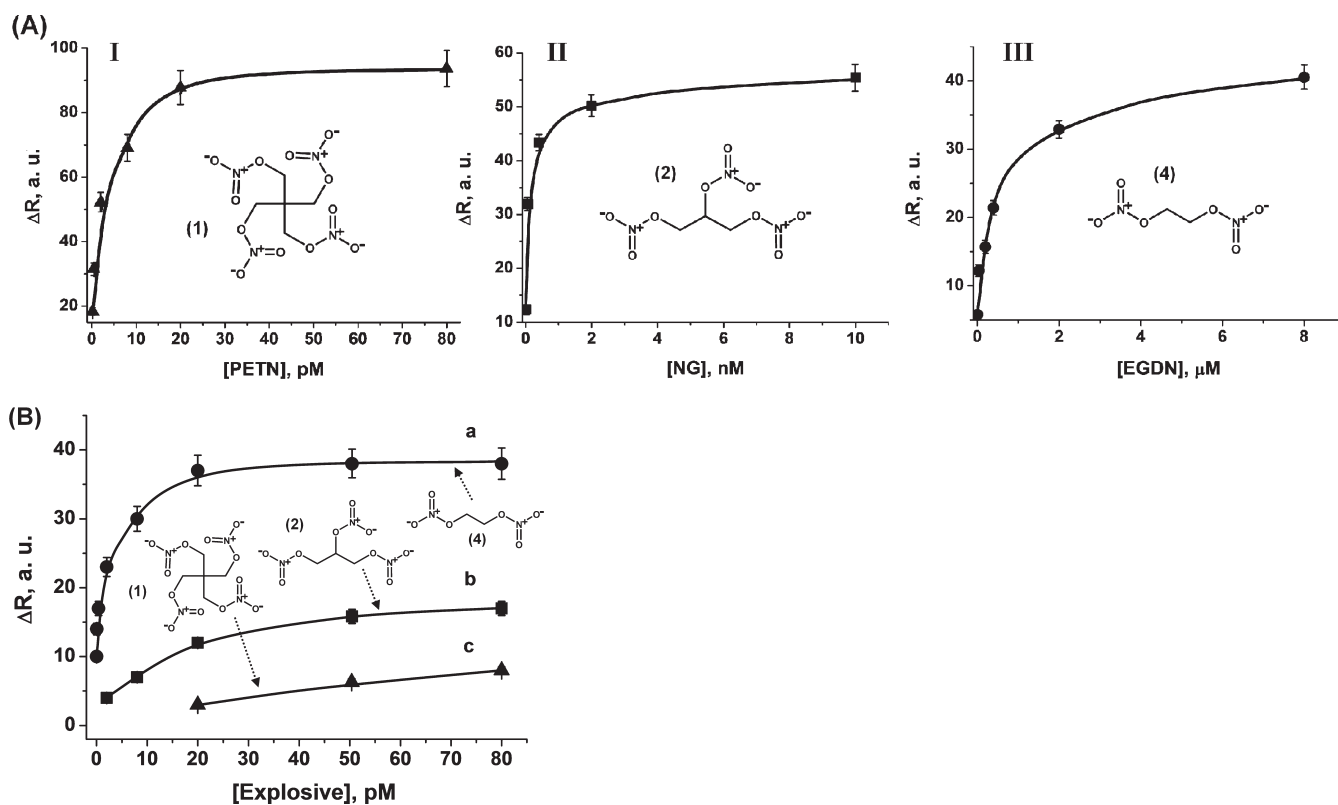 (A)
I
ΔR, a. u.
100
80
60
40
20
0 10 20 30 40 50 60 70 80
[PETN], pM
(1)
-O N+ O O
O=N+ O- O
O N+=O -O
O N+ O- O
II
ΔR, a. u.
60
50
40
30
20
10
0 2 4 6 8 10
[NG], nM
(2)
O N+ O- O
-O N+ O O
O N+ O- O
III
ΔR, a. u.
40
30
20
10
0
0 2 4 6 8
[EGDN], μM
(4)
O N+ -O O
O N+ O- O
(B)
ΔR, a. u.
40
30
20
10
0
0 10 20 30 40 50 60 70 80
[Explosive], pM
a
b
c
(1)
-O N+ O O
O=N+ O- O
O N+=O -O
O N+ O- O
(2)
O N+ O- O
-O N+ O O
O N+ O- O
(4)
O N+ -O O
O N+ O- O